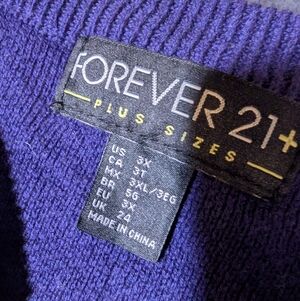 FOREVER 21+
PLUS SIZES
US 3X
CA 3T
MX 3XL/3EG
BR 56
EU 3X
UK 24
MADE IN CHINA